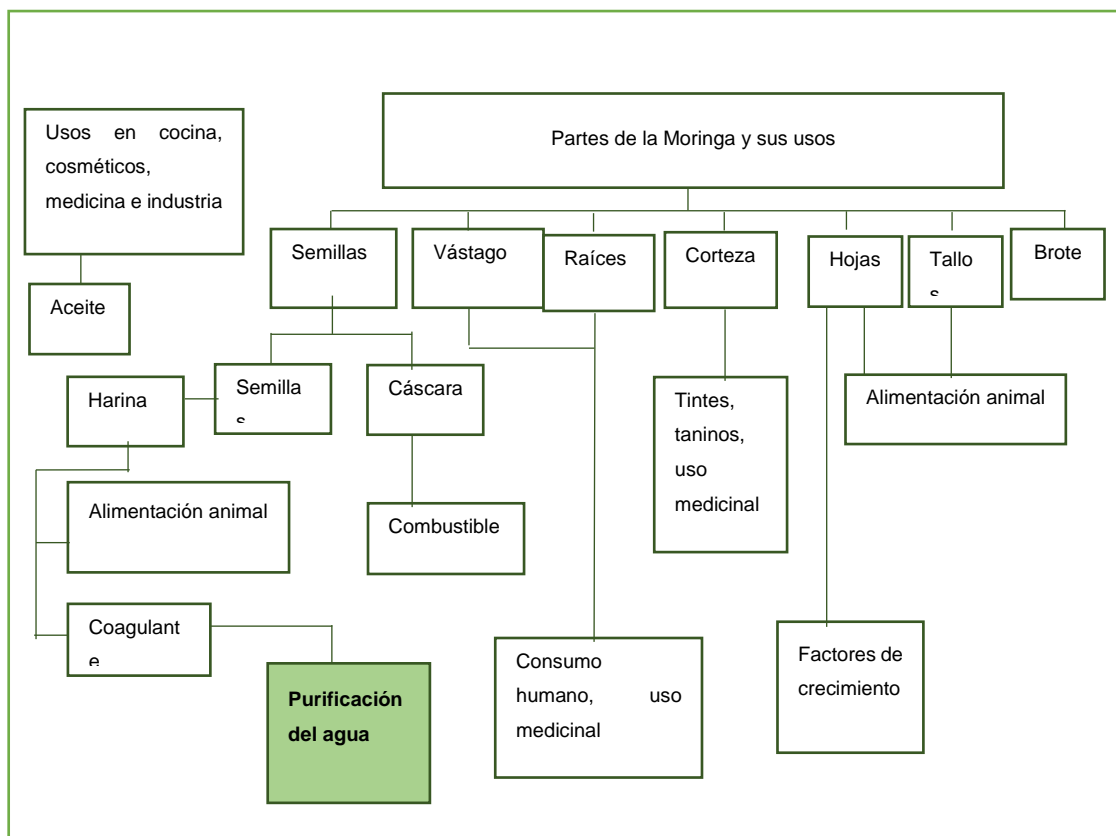 Partes de la Moringa y sus usos
Usos en cocina,
cosméticos,
medicina e industria
Aceite
Semillas
Vástago
Raíces
Corteza
Hojas
Tallo
s
Brote
Harina
Semilla
s
Cáscara
Tintes,
taninos,
uso
medicinal
Alimentación animal
Alimentación animal
Combustible
Coagulant
e
Purificación
del agua
Consumo
humano, uso
medicinal
Factores de
crecimiento